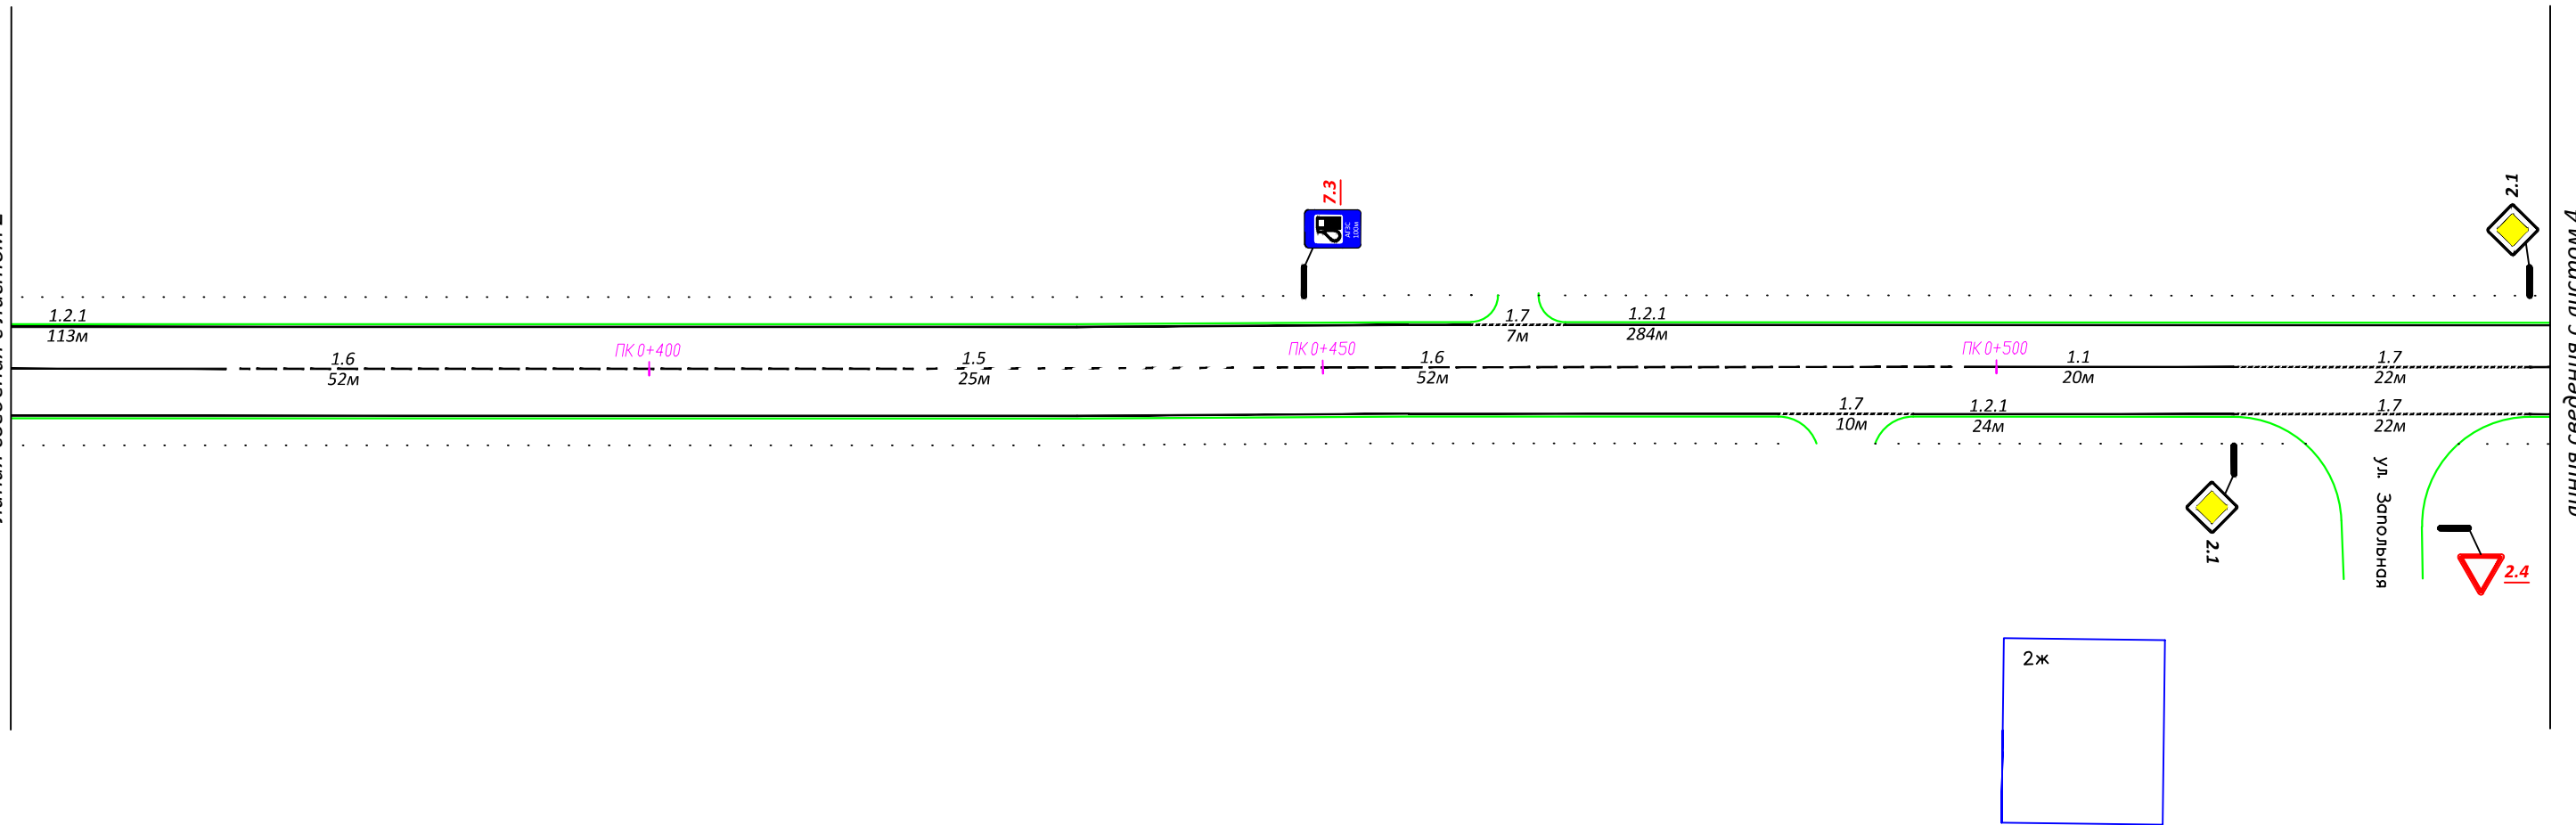 2.1
7.3
АГЗС
100м
1.2.1
113м
1.7
7м
1.2.1
284м
ПК 0+400
ПК 0+450
ПК 0+500
1.6
52м
1.5
25м
1.6
52м
1.1
20м
1.7
22м
1.7
10м
1.2.1
24м
1.7
22м
ул. Запольная
2.1
2.4
2ж